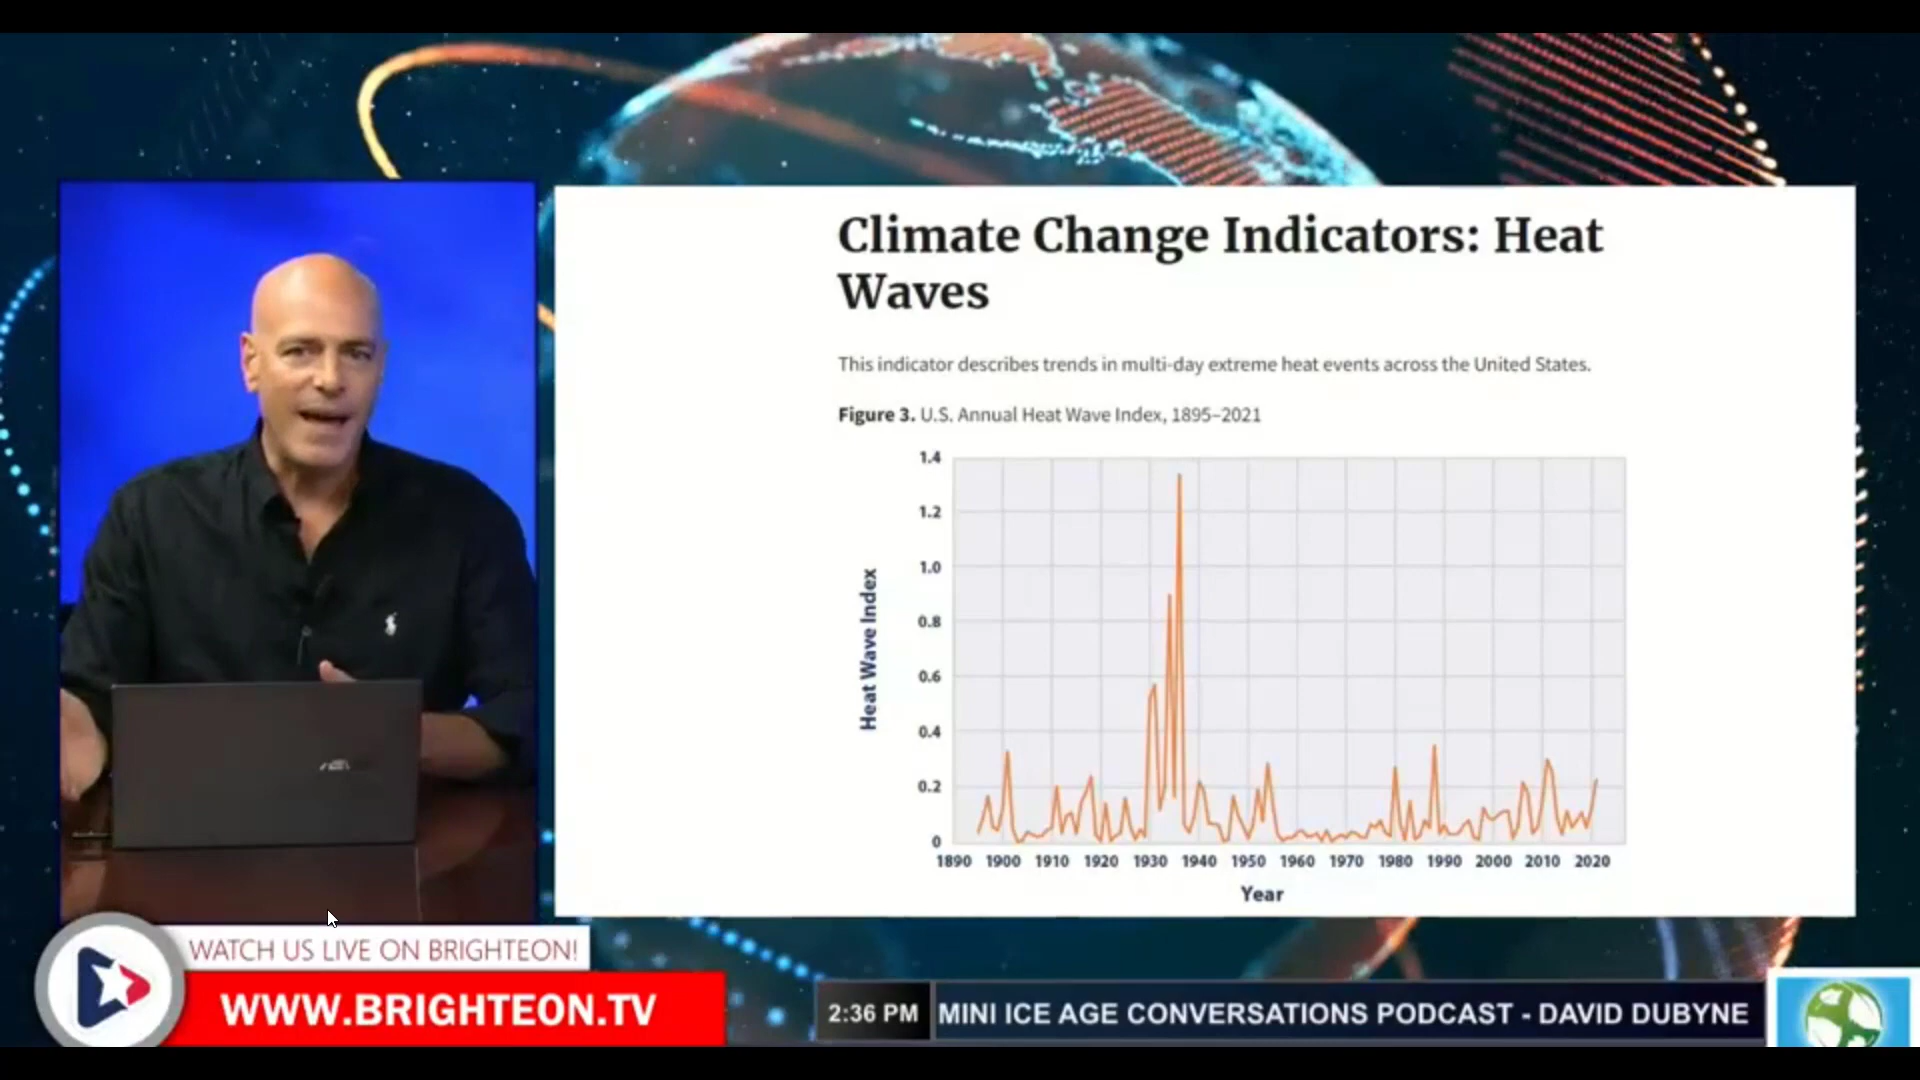 Climate Change Indicators: Heat
Waves
This indicator describes trends in multi-day extreme heat events across the United States.
Figure 3. U.S. Annual Heat Wave Index, 1895–2021
1.4
1.2
1.0
0.8
0.6
0.4
0.2
0
Heat Wave Index
1890 1900 1910 1920 1930 1940 1950 1960 1970 1980 1990 2000 2010 2020
Year
WATCH US LIVE ON BRIGHTEON!
WWW.BRIGHTEON.TV
2:36 PM MINI ICE AGE CONVERSATIONS PODCAST - DAVID DUBYNE